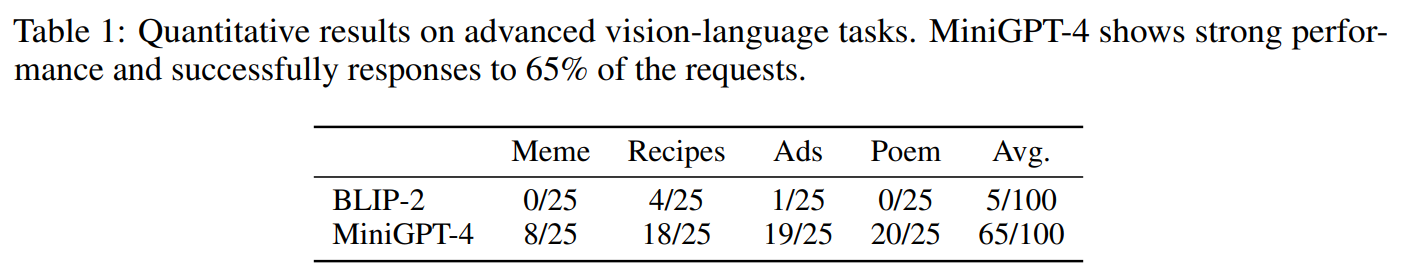 Table 1: Quantitative results on advanced vision-language tasks. MiniGPT-4 shows strong perfor-
mance and successfully responses to 65% of the requests.
Meme Recipes Ads Poem Avg.
BLIP-2 0/25 4/25 1/25 0/25 5/100
MiniGPT-4 8/25 18/25 19/25 20/25 65/100